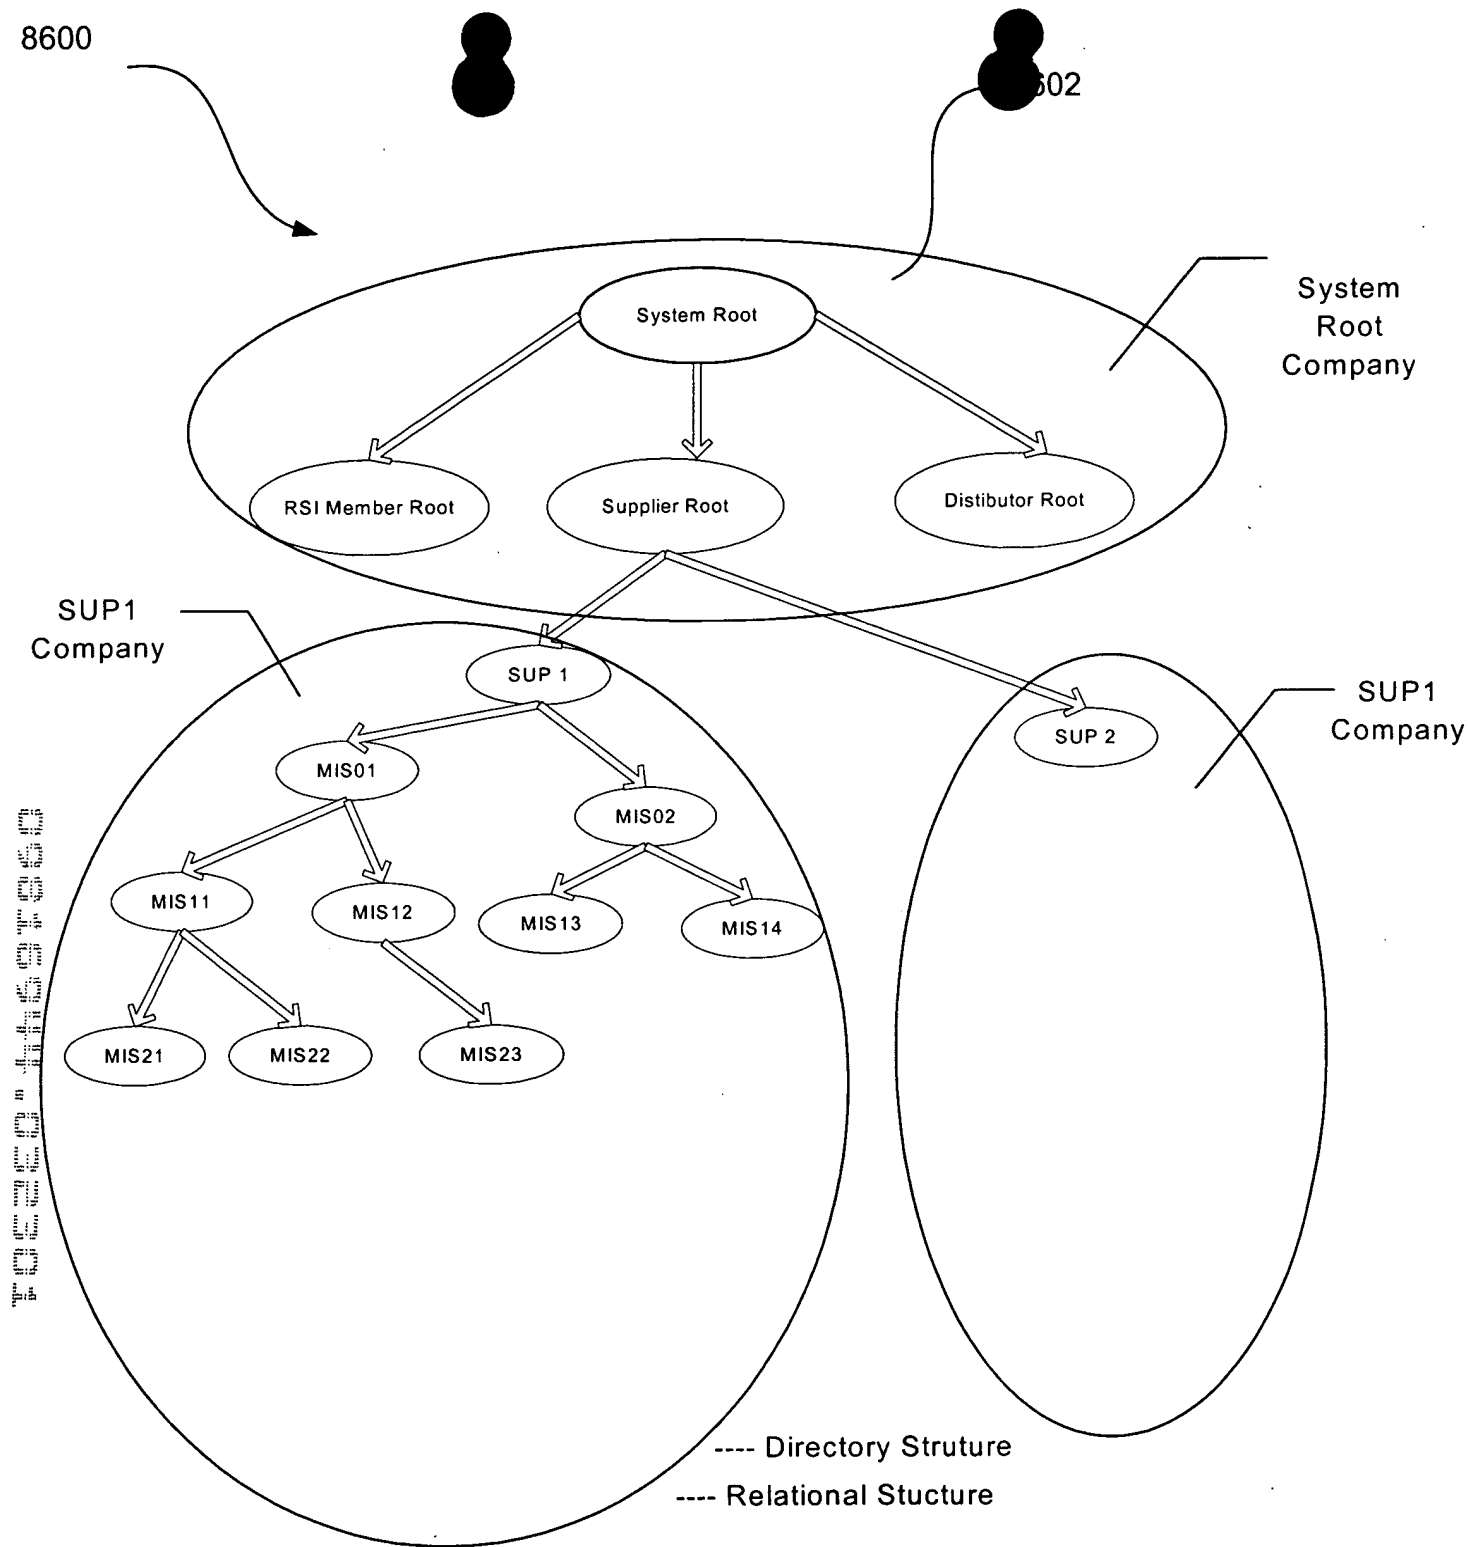 8600
602
System Root
System
Root
Company
RSI Member Root
Supplier Root
Distibutor Root
SUP1
Company
SUP 1
SUP1
Company
SUP 2
MIS01
MIS02
MIS11
MIS12
MIS13
MIS14
MIS21
MIS22
MIS23
---- Directory Struture
---- Relational Stucture